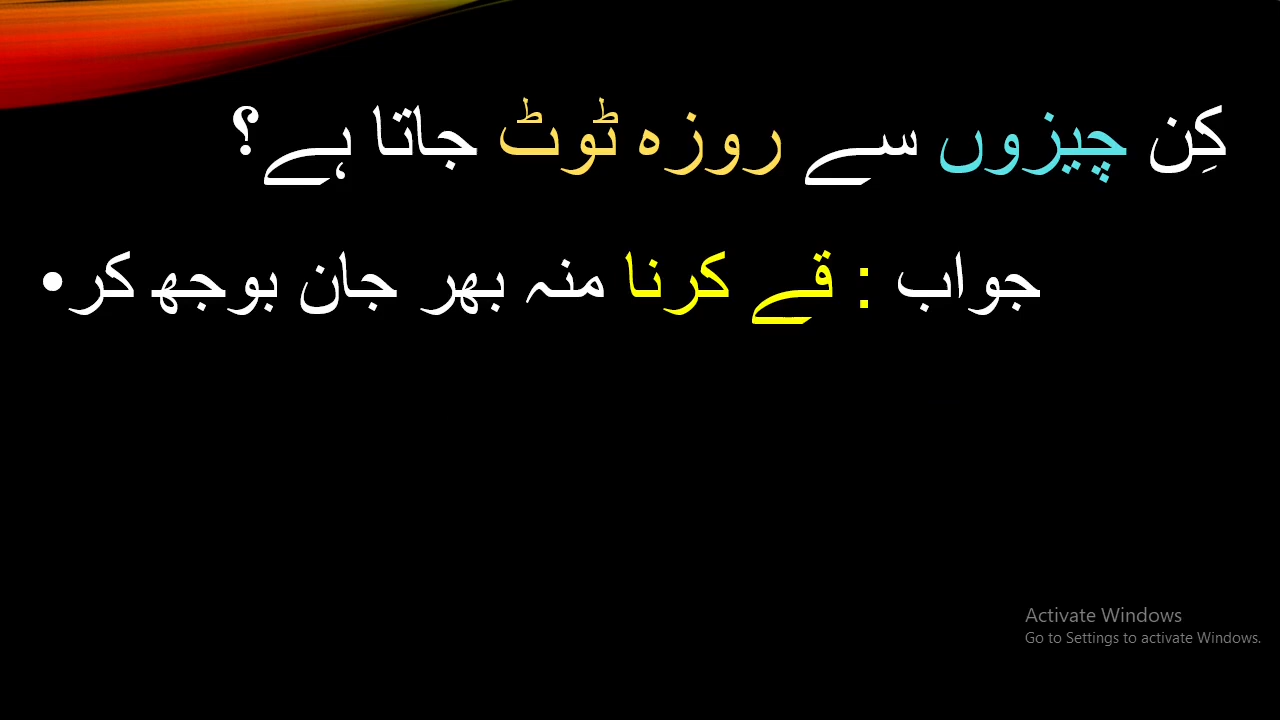 کِن چیزوں سے روزہ ٹوٹ جاتا ہے؟
جواب : قے کرنا منہ بھر جان بوجھ کر•
Activate Windows
Go to Settings to activate Windows.